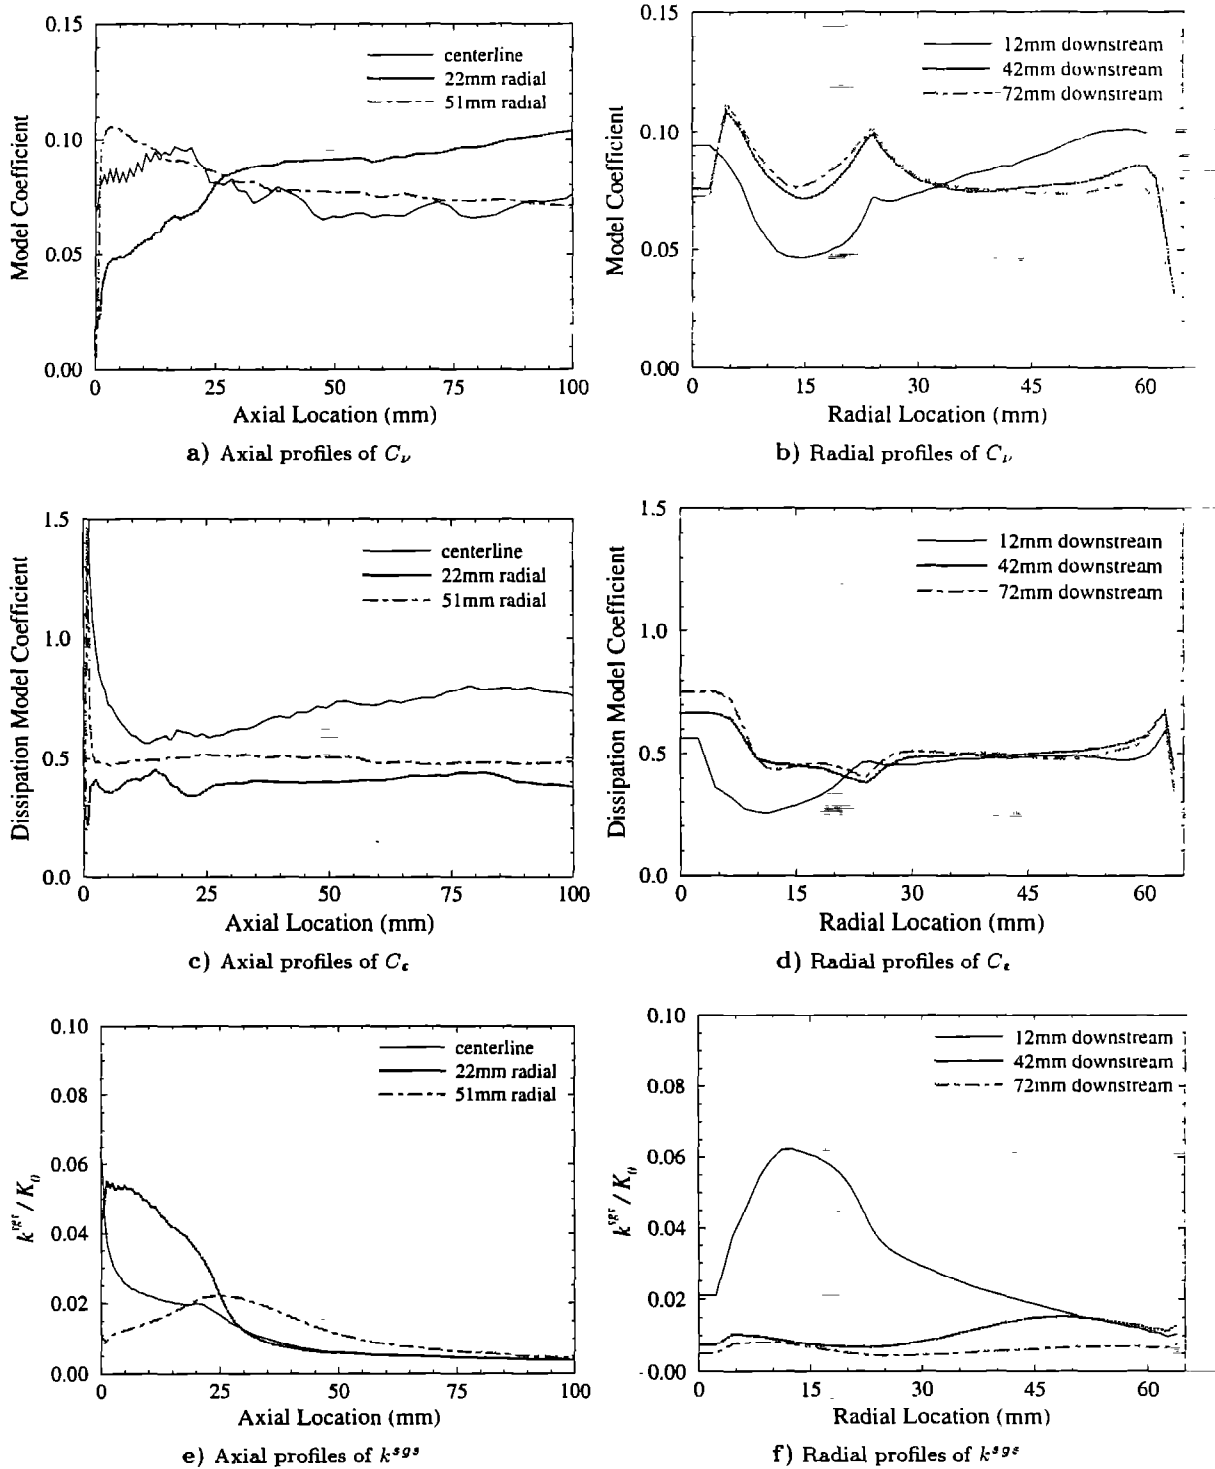 0.15
0.10
0.05
0.00
Model Coefficient
centerline
22mm radial
51mm radial
0 25 50 75 100
Axial Location (mm)
a) Axial profiles of Cν
0.15
0.10
0.05
0.00
Model Coefficient
12mm downstream
42mm downstream
72mm downstream
0 15 30 45 60
Radial Location (mm)
b) Radial profiles of Cν
1.5
1.0
0.5
0.0
Dissipation Model Coefficient
centerline
22mm radial
51mm radial
0 25 50 75 100
Axial Location (mm)
c) Axial profiles of Cϵ
1.5
1.0
0.5
0.0
Dissipation Model Coefficient
12mm downstream
42mm downstream
72mm downstream
0 15 30 45 60
Radial Location (mm)
d) Radial profiles of Cϵ
0.10
0.08
0.06
0.04
0.02
0.00
k^sgs / K_0
centerline
22mm radial
51mm radial
0 25 50 75 100
Axial Location (mm)
e) Axial profiles of k^sgs
0.10
0.08
0.06
0.04
0.02
0.00
k^sgs / K_0
12mm downstream
42mm downstream
72mm downstream
0 15 30 45 60
Radial Location (mm)
f) Radial profiles of k^sgs